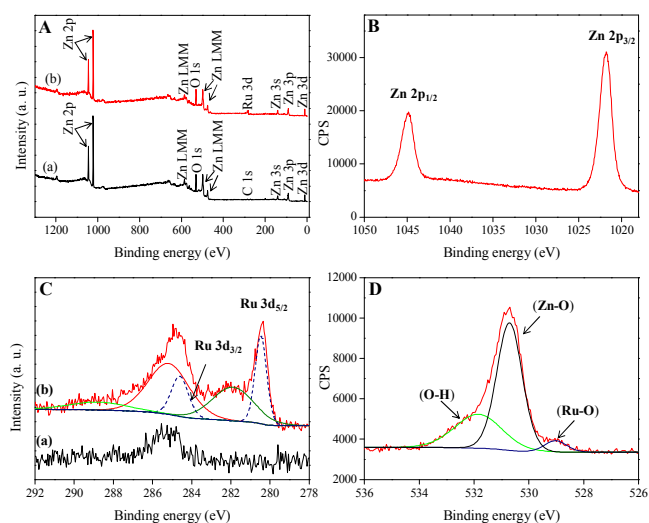 A
Zn 2p
Zn LMM
O 1s
Zn LMM
Ru 3d
Zn 3s
Zn 3p
Zn 3d
(b)
Zn 2p
Zn LMM
O 1s
Zn LMM
C 1s
Zn 3s
Zn 3p
Zn 3d
(a)
Intensity (a. u.)
1200 1000 800 600 400 200 0
Binding energy (eV)
B
Zn 2p3/2
Zn 2p1/2
CPS
30000
20000
10000
0
1050 1045 1040 1035 1030 1025 1020
Binding energy (eV)
C
Ru 3d5/2
Ru 3d3/2
(b)
(a)
Intensity (a. u.)
292 290 288 286 284 282 280 278
Binding energy (eV)
D
(Zn-O)
(O-H)
(Ru-O)
CPS
12000
10000
8000
6000
4000
2000
536 534 532 530 528 526
Binding energy (eV)